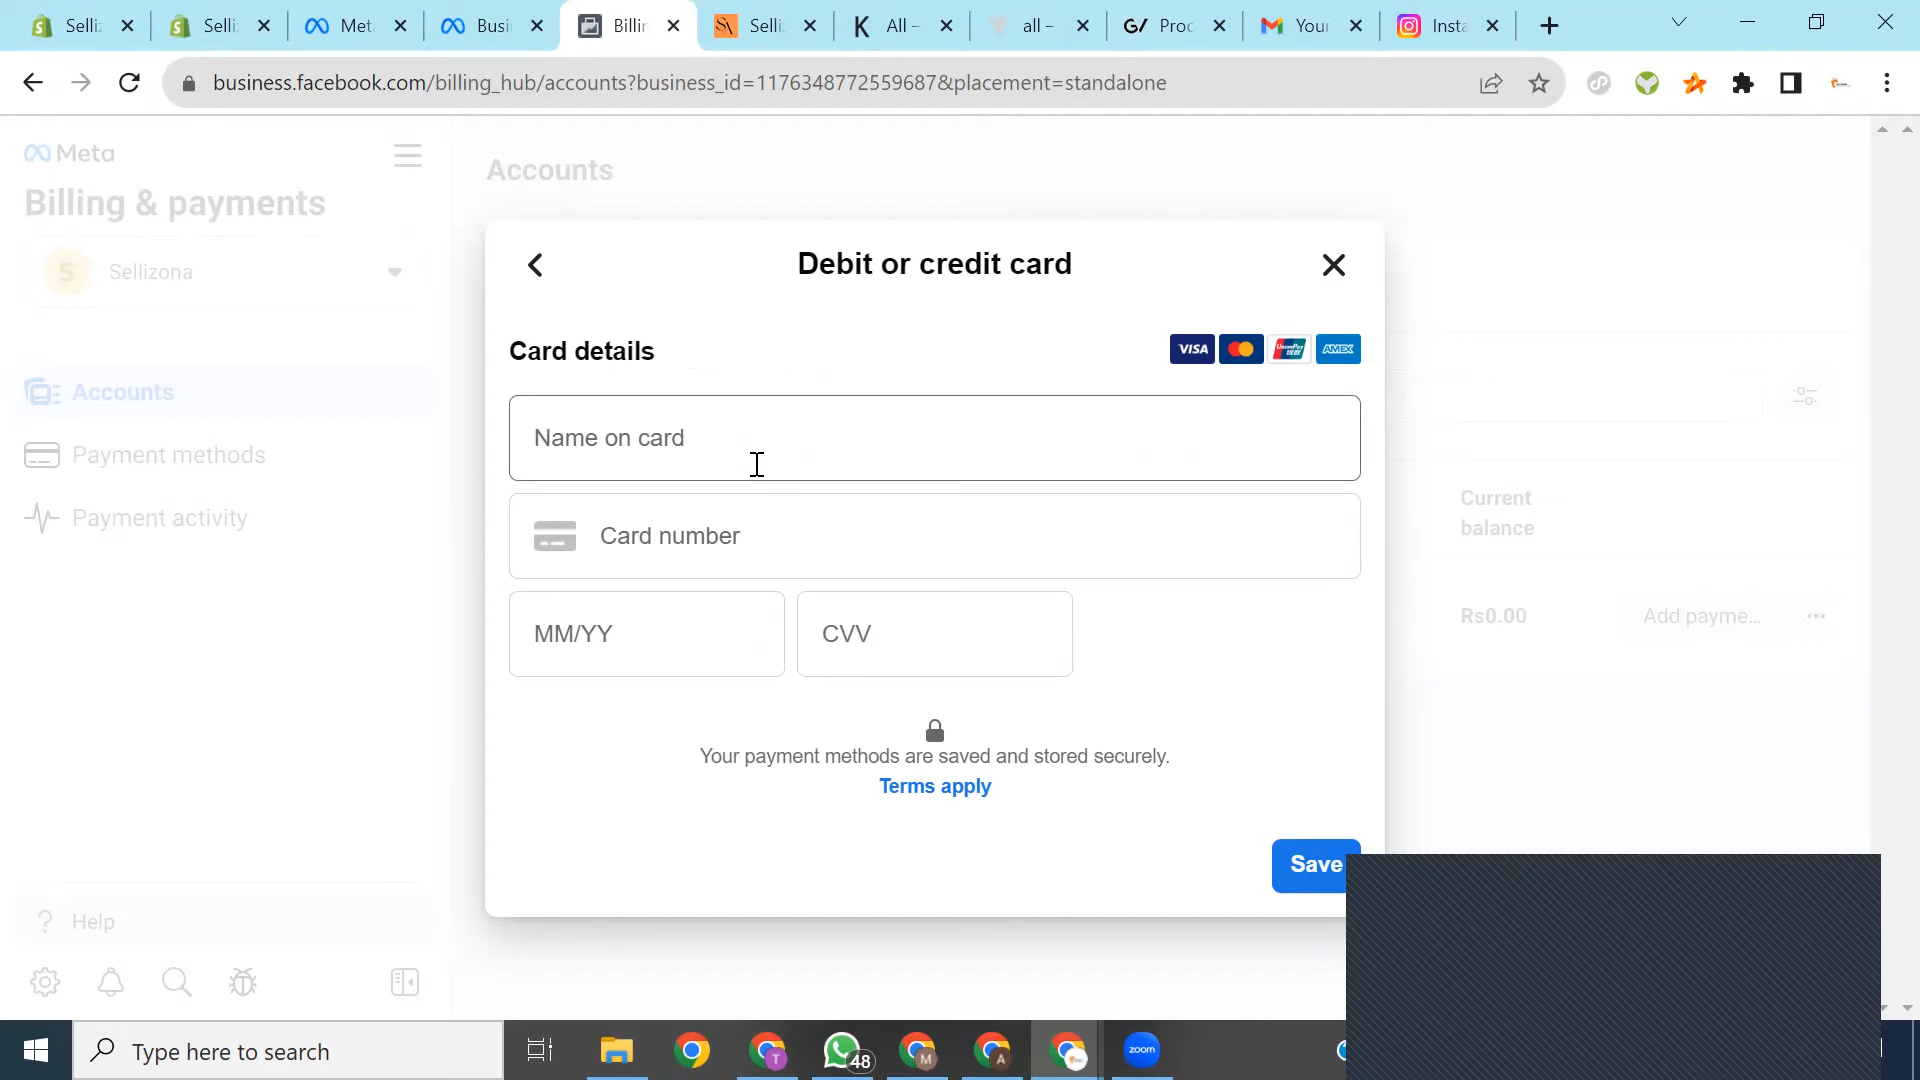 Selliz
Selliz
Met
Busi
Billir
Selli
All –
all –
Proc
Your
Insta
business.facebook.com/billing_hub/accounts?business_id=1176348772559687&placement=standalone
Meta
Billing & payments
S
Sellizona
Accounts
Payment methods
Payment activity
Help
Accounts
Debit or credit card
Card details
VISA
UnionPay
AMEX
Name on card
Card number
MM/YY
CVV
Your payment methods are saved and stored securely.
Terms apply
Save
Current
balance
Rs0.00
Add payme...
Type here to search
T
48
M
A
zoom